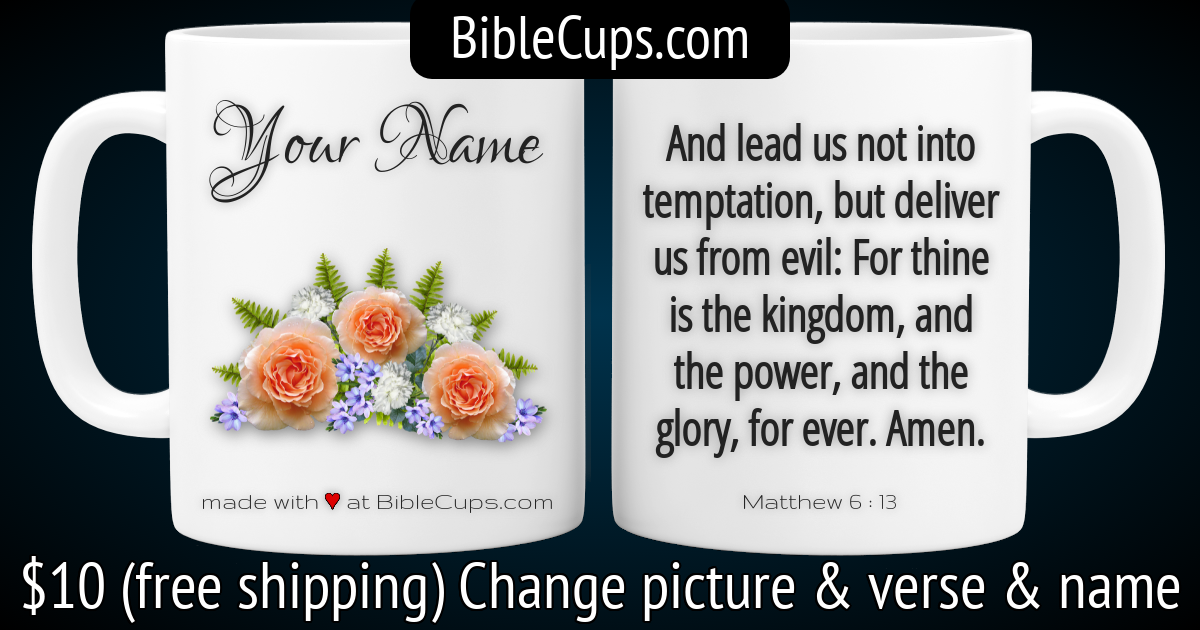 BibleCups.com
Your Name
made with ♥ at BibleCups.com
And lead us not into
temptation, but deliver
us from evil: For thine
is the kingdom, and
the power, and the
glory, for ever. Amen.
Matthew 6 : 13
$10 (free shipping) Change picture & verse & name